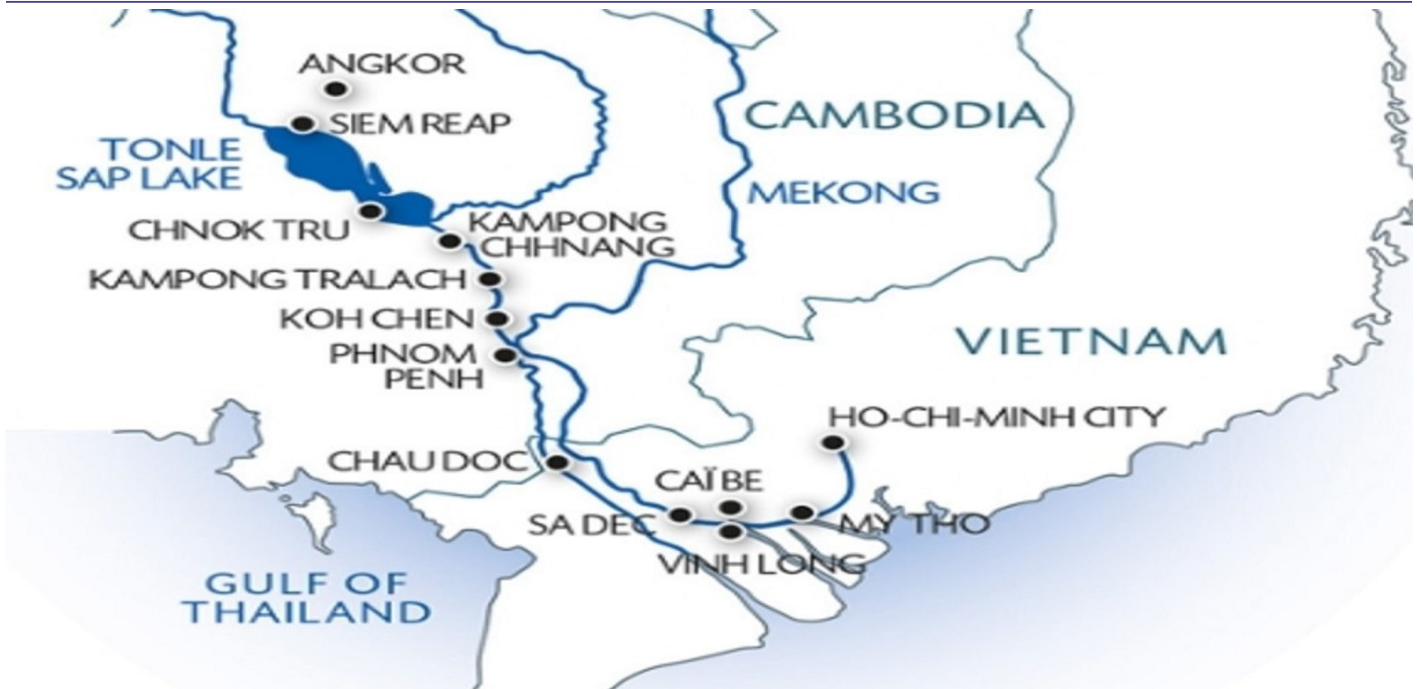 ANGKOR
SIEM REAP
CAMBODIA
TONLE
SAP LAKE
MEKONG
CHNOK TRU
KAMPONG
CHHNANG
KAMPONG TRALACH
KOH CHEN
VIETNAM
PHNOM
PENH
HO-CHI-MINH CITY
CHAU DOC
CAÏ BE
SA DEC
MY THO
VINH LONG
GULF OF
THAILAND